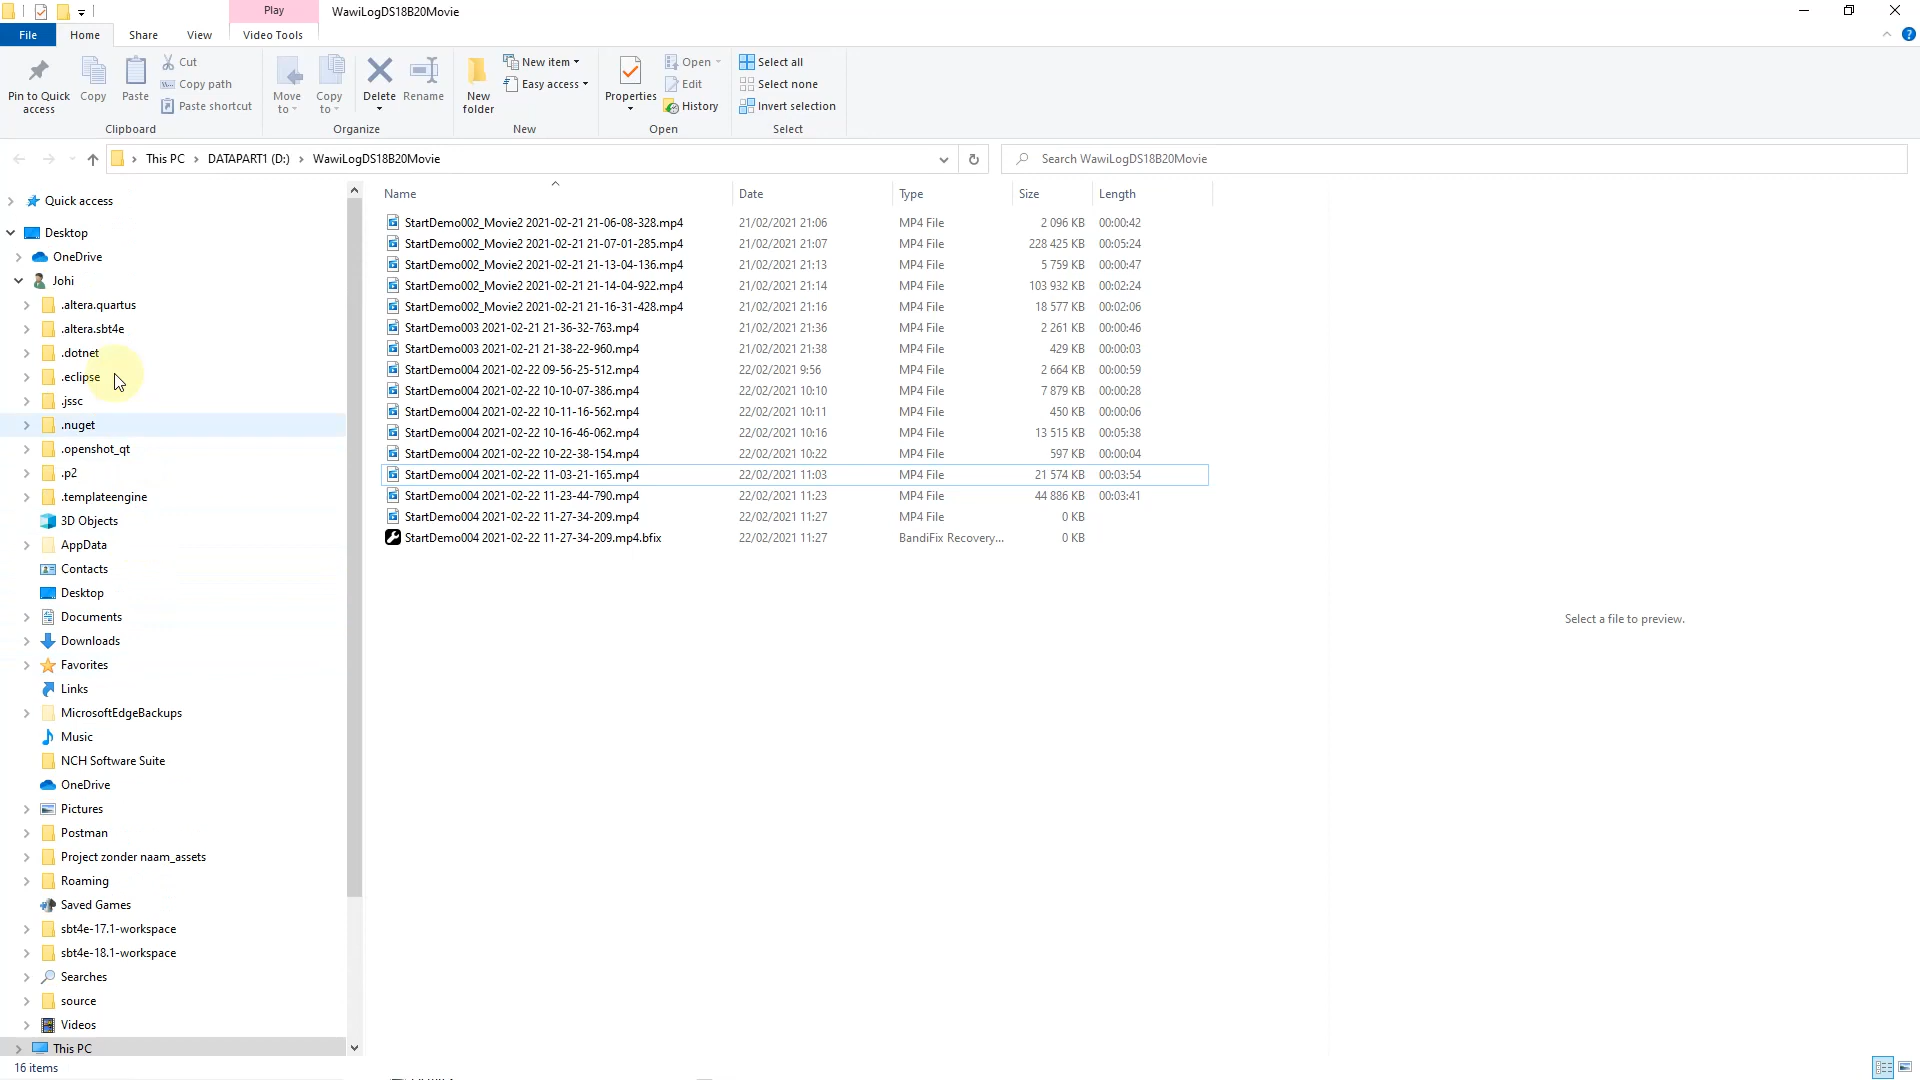 Play
WawiLogDS18B20Movie
File
Home
Share
View
Video Tools
Pin to Quick access
Copy
Paste
Cut
Copy path
Paste shortcut
Clipboard
Move to
Copy to
Delete
Rename
Organize
New folder
New item
Easy access
New
Properties
Open
Edit
History
Open
Select all
Select none
Invert selection
Select
This PC > DATAPART1 (D:) > WawiLogDS18B20Movie
Search WawiLogDS18B20Movie
Quick access
Desktop
OneDrive
Johi
.altera.quartus
.altera.sbt4e
.dotnet
.eclipse
.jssc
.nuget
.openshot_qt
.p2
.templateengine
3D Objects
AppData
Contacts
Desktop
Documents
Downloads
Favorites
Links
MicrosoftEdgeBackups
Music
NCH Software Suite
OneDrive
Pictures
Postman
Project zonder naam_assets
Roaming
Saved Games
sbt4e-17.1-workspace
sbt4e-18.1-workspace
Searches
source
Videos
This PC
Name Date Type Size Length
StartDemo002_Movie2 2021-02-21 21-06-08-328.mp4 21/02/2021 21:06 MP4 File 2 096 KB 00:00:42
StartDemo002_Movie2 2021-02-21 21-07-01-285.mp4 21/02/2021 21:07 MP4 File 228 425 KB 00:05:24
StartDemo002_Movie2 2021-02-21 21-13-04-136.mp4 21/02/2021 21:13 MP4 File 5 759 KB 00:00:47
StartDemo002_Movie2 2021-02-21 21-14-04-922.mp4 21/02/2021 21:14 MP4 File 103 932 KB 00:02:24
StartDemo002_Movie2 2021-02-21 21-16-31-428.mp4 21/02/2021 21:16 MP4 File 18 577 KB 00:02:06
StartDemo003 2021-02-21 21-36-32-763.mp4 21/02/2021 21:36 MP4 File 2 261 KB 00:00:46
StartDemo003 2021-02-21 21-38-22-960.mp4 21/02/2021 21:38 MP4 File 429 KB 00:00:03
StartDemo004 2021-02-22 09-56-25-512.mp4 22/02/2021 9:56 MP4 File 2 664 KB 00:00:59
StartDemo004 2021-02-22 10-10-07-386.mp4 22/02/2021 10:10 MP4 File 7 879 KB 00:00:28
StartDemo004 2021-02-22 10-11-16-562.mp4 22/02/2021 10:11 MP4 File 450 KB 00:00:06
StartDemo004 2021-02-22 10-16-46-062.mp4 22/02/2021 10:16 MP4 File 13 515 KB 00:05:38
StartDemo004 2021-02-22 10-22-38-154.mp4 22/02/2021 10:22 MP4 File 597 KB 00:00:04
StartDemo004 2021-02-22 11-03-21-165.mp4 22/02/2021 11:03 MP4 File 21 574 KB 00:03:54
StartDemo004 2021-02-22 11-23-44-790.mp4 22/02/2021 11:23 MP4 File 44 886 KB 00:03:41
StartDemo004 2021-02-22 11-27-34-209.mp4 22/02/2021 11:27 MP4 File 0 KB
StartDemo004 2021-02-22 11-27-34-209.mp4.bfix 22/02/2021 11:27 BandiFix Recovery... 0 KB
Select a file to preview.
16 items